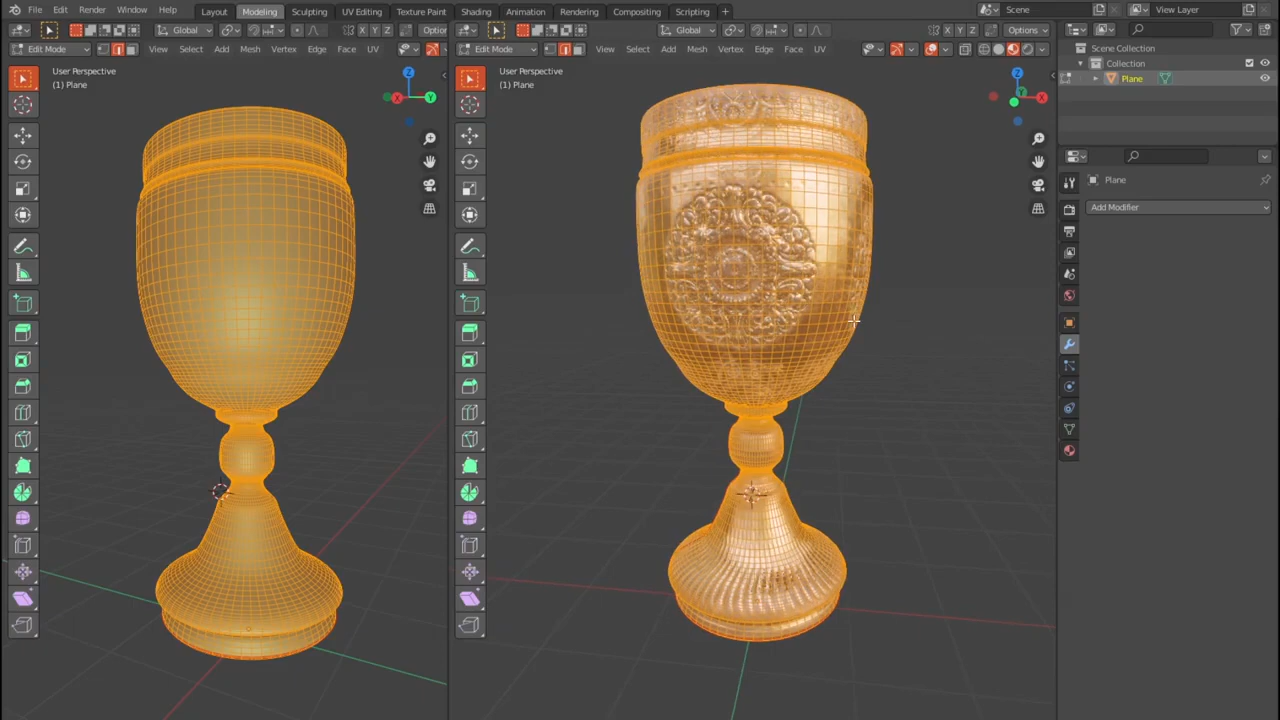 File Edit Render Window Help Layout Modeling Sculpting UV Editing Texture Paint Shading Animation Rendering Compositing Scripting + Scene View Layer
Global X Y Z Global X Y Z Options
Edit Mode View Select Add Mesh Vertex Edge Face UV Edit Mode View Select Add Mesh Vertex Edge Face UV
Scene Collection
Collection
Plane
User Perspective
(1) Plane
User Perspective
(1) Plane
Z
X
Y
Z
Y
X
Plane
Add Modifier